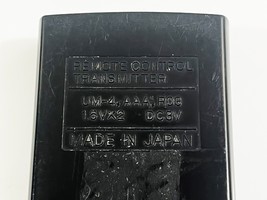 REMOTE CONTROL
TRANSMITTER
UM-4, AAA, R03
1.5V×2 DC3V
MADE IN JAPAN